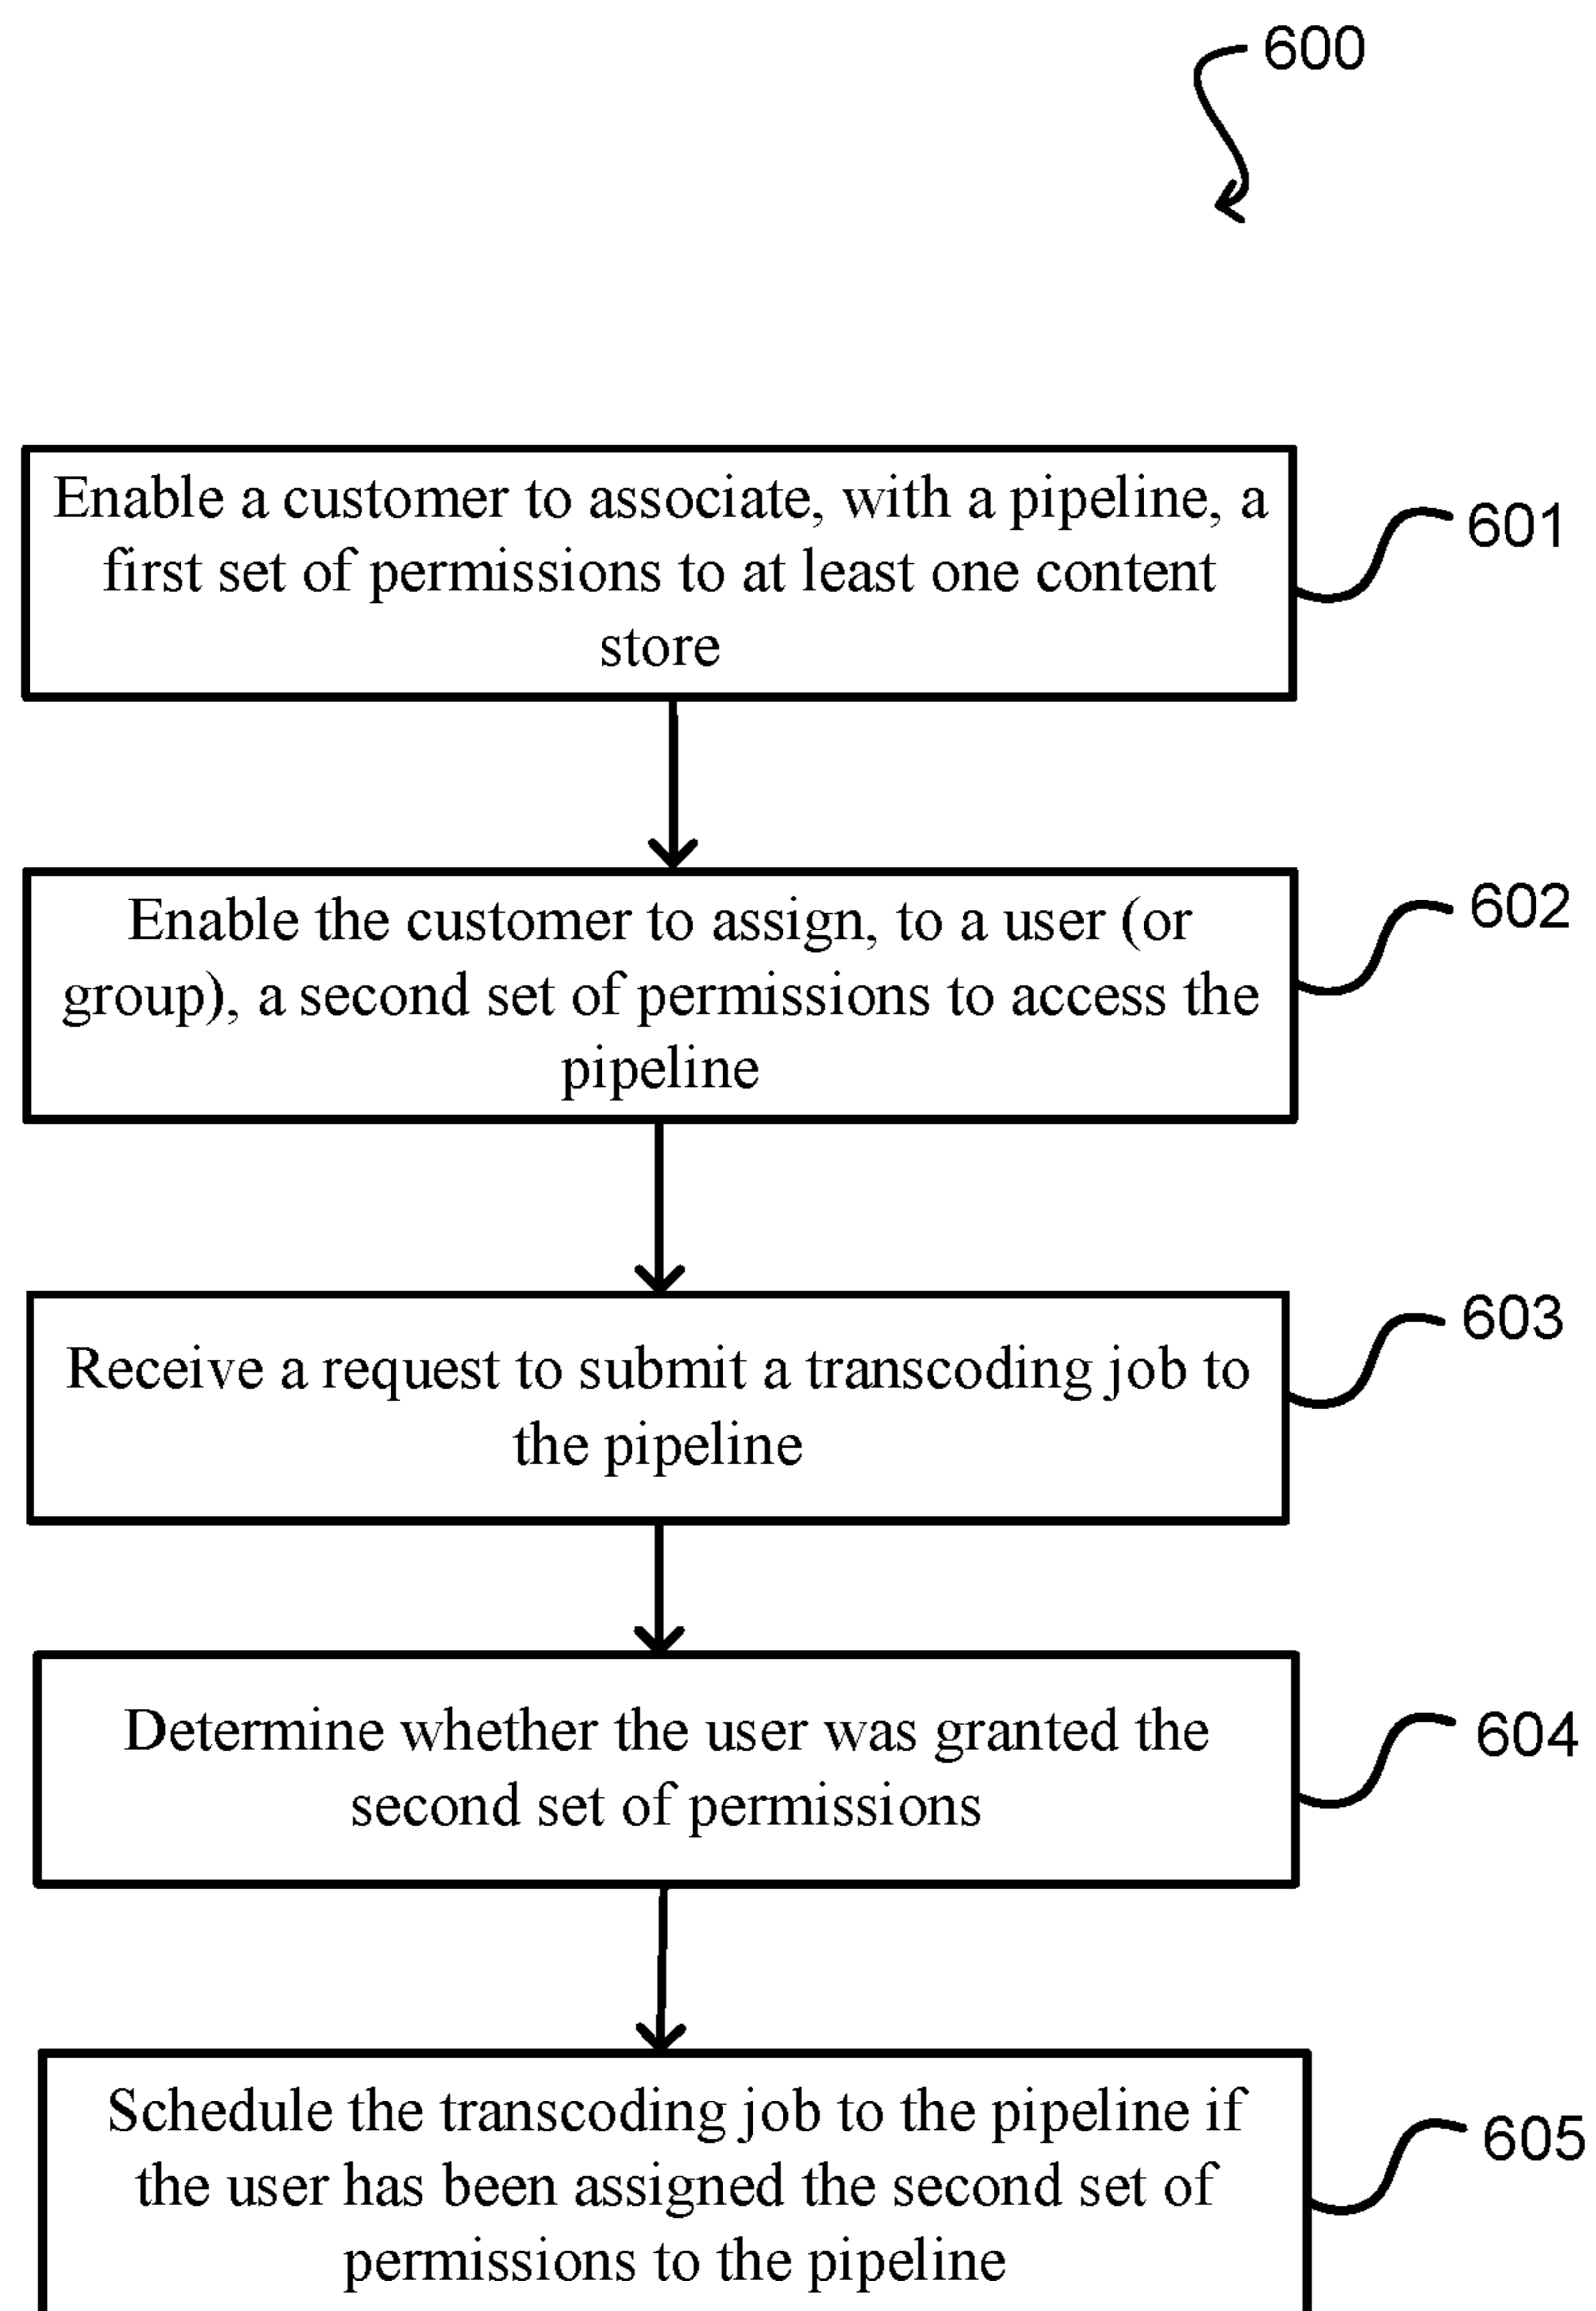 600
Enable a customer to associate, with a pipeline, a
first set of permissions to at least one content
store
601
Enable the customer to assign, to a user (or
group), a second set of permissions to access the
pipeline
602
Receive a request to submit a transcoding job to
the pipeline
603
Determine whether the user was granted the
second set of permissions
604
Schedule the transcoding job to the pipeline if
the user has been assigned the second set of
permissions to the pipeline
605